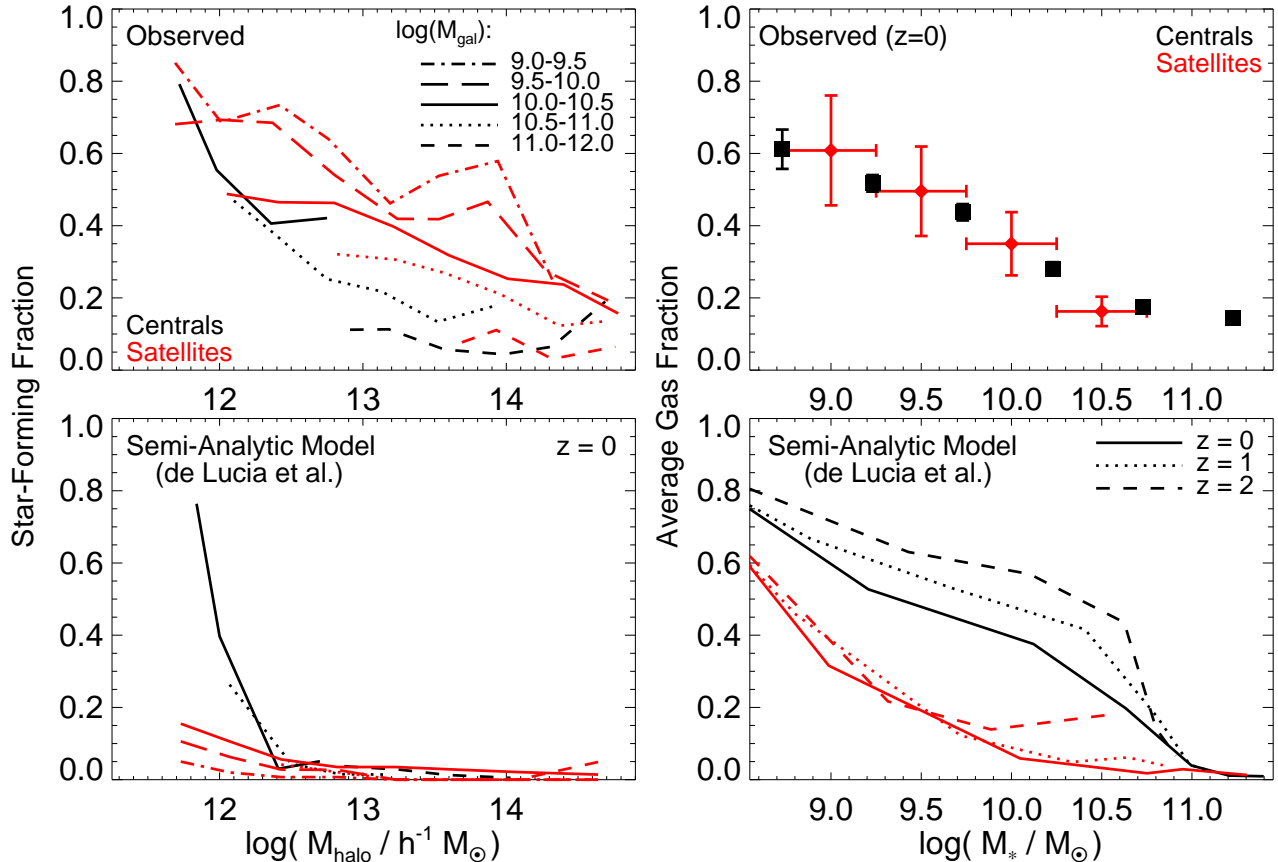 Observed
log(M_gal):
9.0-9.5
9.5-10.0
10.0-10.5
10.5-11.0
11.0-12.0
Centrals
Satellites
1.0
0.8
0.6
0.4
0.2
0.0
12 13 14
Star-Forming Fraction
Observed (z=0)
Centrals
Satellites
1.0
0.8
0.6
0.4
0.2
0.0
9.0 9.5 10.0 10.5 11.0
Average Gas Fraction
Semi-Analytic Model
(de Lucia et al.)
z = 0
1.0
0.8
0.6
0.4
0.2
0.0
12 13 14
log( M_halo / h⁻¹ M_⊙ )
Semi-Analytic Model
(de Lucia et al.)
z = 0
z = 1
z = 2
1.0
0.8
0.6
0.4
0.2
0.0
9.0 9.5 10.0 10.5 11.0
log( M_* / M_⊙ )